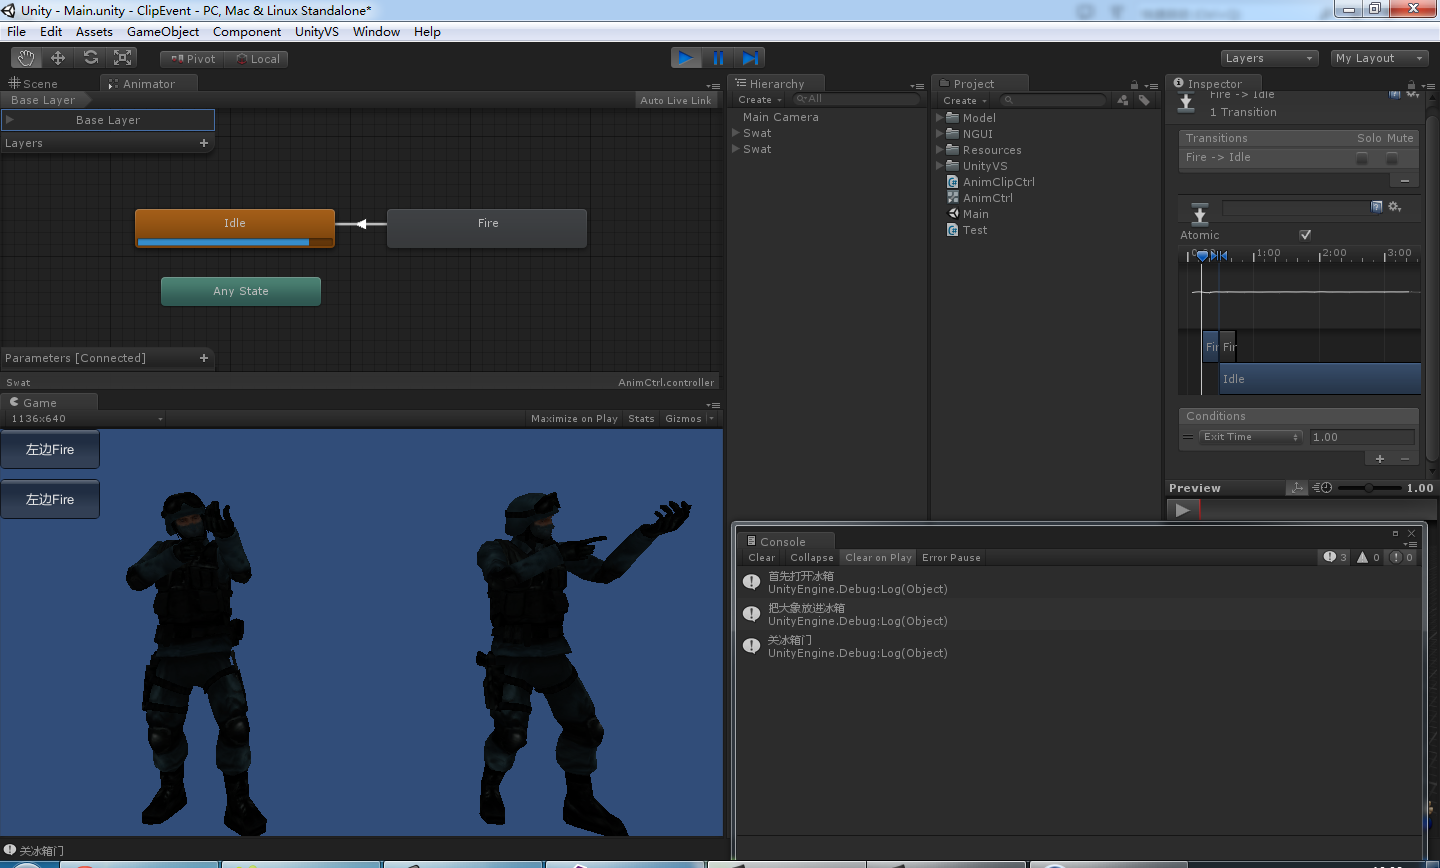 Unity - Main.unity - ClipEvent - PC, Mac & Linux Standalone*
File Edit Assets GameObject Component UnityVS Window Help
Pivot Local Layers My Layout
Scene Animator
Base Layer Auto Live Link
Base Layer
Layers +
Idle Fire
Any State
Parameters [Connected] +
Swat AnimCtrl.controller
Game
1136x640 Maximize on Play Stats Gizmos
左边Fire
左边Fire
Hierarchy
Create All
Main Camera
Swat
Swat
Project
Create
Model
NGUI
Resources
UnityVS
AnimClipCtrl
AnimCtrl
Main
Test
Inspector
Fire -> Idle
1 Transition
Transitions Solo Mute
Fire -> Idle
Atomic
1:00 2:00 3:00
Fir Fir
Idle
Conditions
Exit Time 1.00
Preview 1.00
Console
Clear Collapse Clear on Play Error Pause 3 0 0
首先打开冰箱
UnityEngine.Debug:Log(Object)
把大象放进冰箱
UnityEngine.Debug:Log(Object)
关冰箱门
UnityEngine.Debug:Log(Object)
关冰箱门